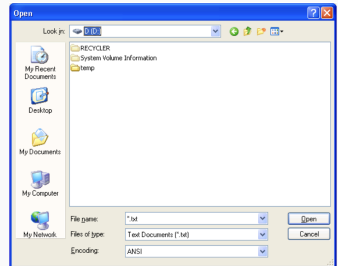 Open
Look in: D (D:)
RECYCLER
System Volume Information
temp
My Recent
Documents
Desktop
My Documents
My Computer
My Network
File name: *.txt Open
Files of type: Text Documents (*.txt) Cancel
Encoding: ANSI